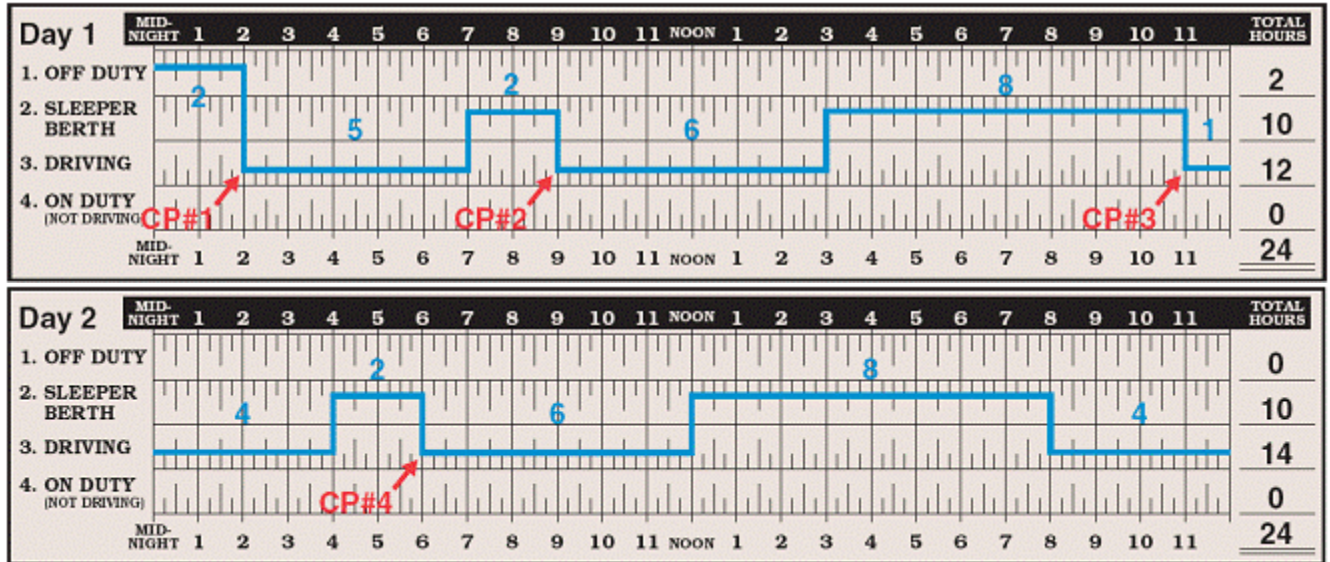 Day 1 MID-NIGHT 1 2 3 4 5 6 7 8 9 10 11 NOON 1 2 3 4 5 6 7 8 9 10 11 TOTAL HOURS
1. OFF DUTY 2 2 8 2
2. SLEEPER BERTH 5 6 1 10
3. DRIVING 12
4. ON DUTY (NOT DRIVING) CP#1 CP#2 CP#3 0
MID-NIGHT 1 2 3 4 5 6 7 8 9 10 11 NOON 1 2 3 4 5 6 7 8 9 10 11 24
Day 2 MID-NIGHT 1 2 3 4 5 6 7 8 9 10 11 NOON 1 2 3 4 5 6 7 8 9 10 11 TOTAL HOURS
1. OFF DUTY 2 8 0
2. SLEEPER BERTH 4 6 4 10
3. DRIVING 14
4. ON DUTY (NOT DRIVING) CP#4 0
MID-NIGHT 1 2 3 4 5 6 7 8 9 10 11 NOON 1 2 3 4 5 6 7 8 9 10 11 24